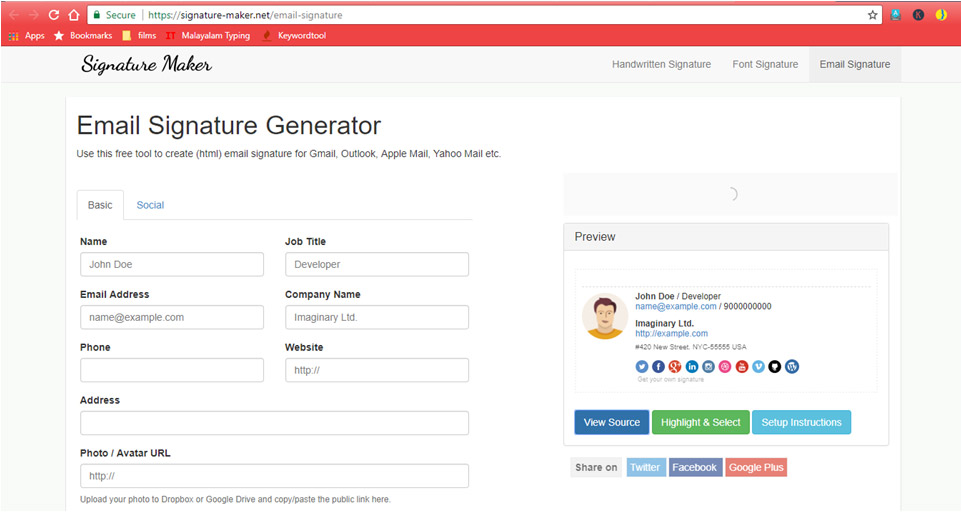 Secure https://signature-maker.net/email-signature
Apps Bookmarks films IT Malayalam Typing Keywordtool
Signature Maker Handwritten Signature Font Signature Email Signature
Email Signature Generator
Use this free tool to create (html) email signature for Gmail, Outlook, Apple Mail, Yahoo Mail etc.
Basic Social
Name Job Title
John Doe Developer
Email Address Company Name
name@example.com Imaginary Ltd.
Phone Website
http://
Address
Photo / Avatar URL
http://
Upload your photo to Dropbox or Google Drive and copy/paste the public link here.
Preview
John Doe / Developer
name@example.com / 9000000000
Imaginary Ltd.
http://example.com
#420 New Street, NYC-55555 USA
Get your own signature
View Source Highlight & Select Setup Instructions
Share on Twitter Facebook Google Plus